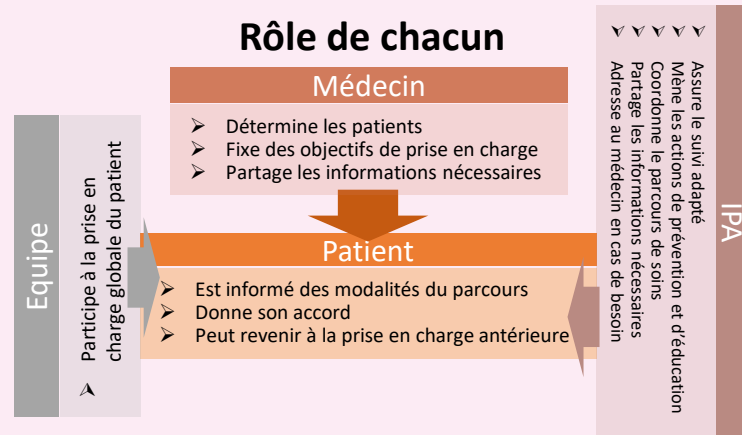 Rôle de chacun
Médecin
➢ Détermine les patients
➢ Fixe des objectifs de prise en charge
➢ Partage les informations nécessaires
Equipe
➢ Participe à la prise en
charge globale du patient
Patient
➢ Est informé des modalités du parcours
➢ Donne son accord
➢ Peut revenir à la prise en charge antérieure
IPA
➢ Assure le suivi adapté
➢ Mène les actions de prévention et d'éducation
➢ Coordonne le parcours de soins
➢ Partage les informations nécessaires
➢ Adresse au médecin en cas de besoin